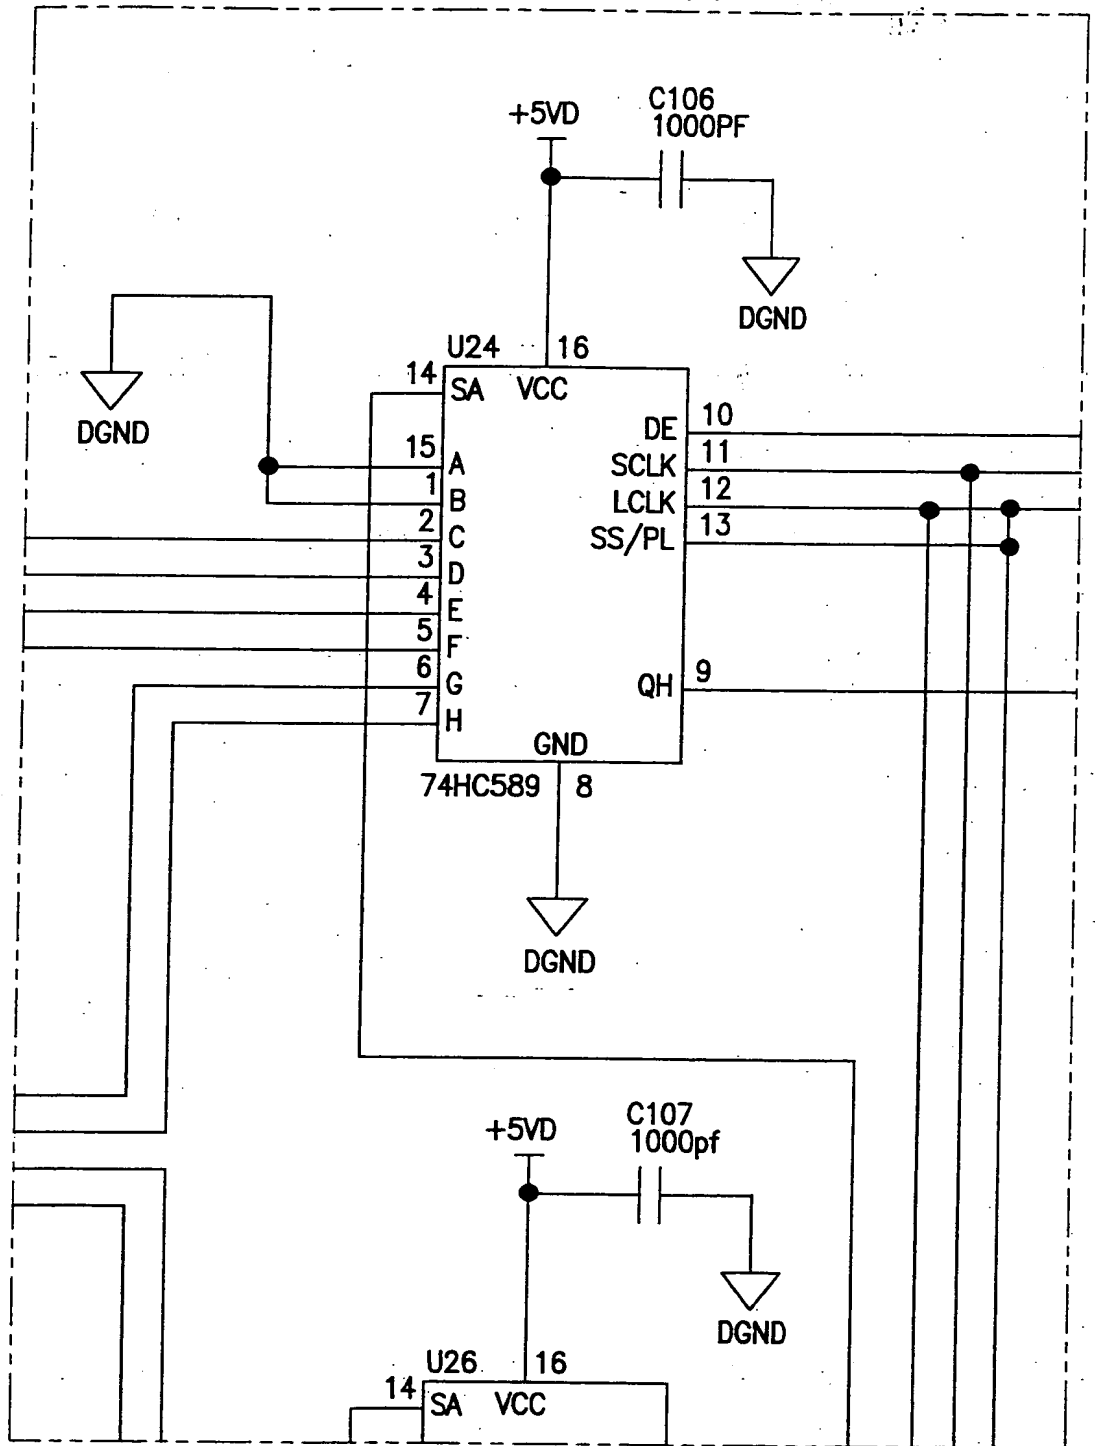 +5VD
C106
1000PF
DGND
U24
16
14
SA
VCC
DGND
DE
10
15
A
SCLK
11
1
B
LCLK
12
2
C
SS/PL
13
3
D
4
E
5
F
6
G
QH
9
7
H
GND
74HC589
8
DGND
+5VD
C107
1000pf
DGND
U26
16
14
SA
VCC